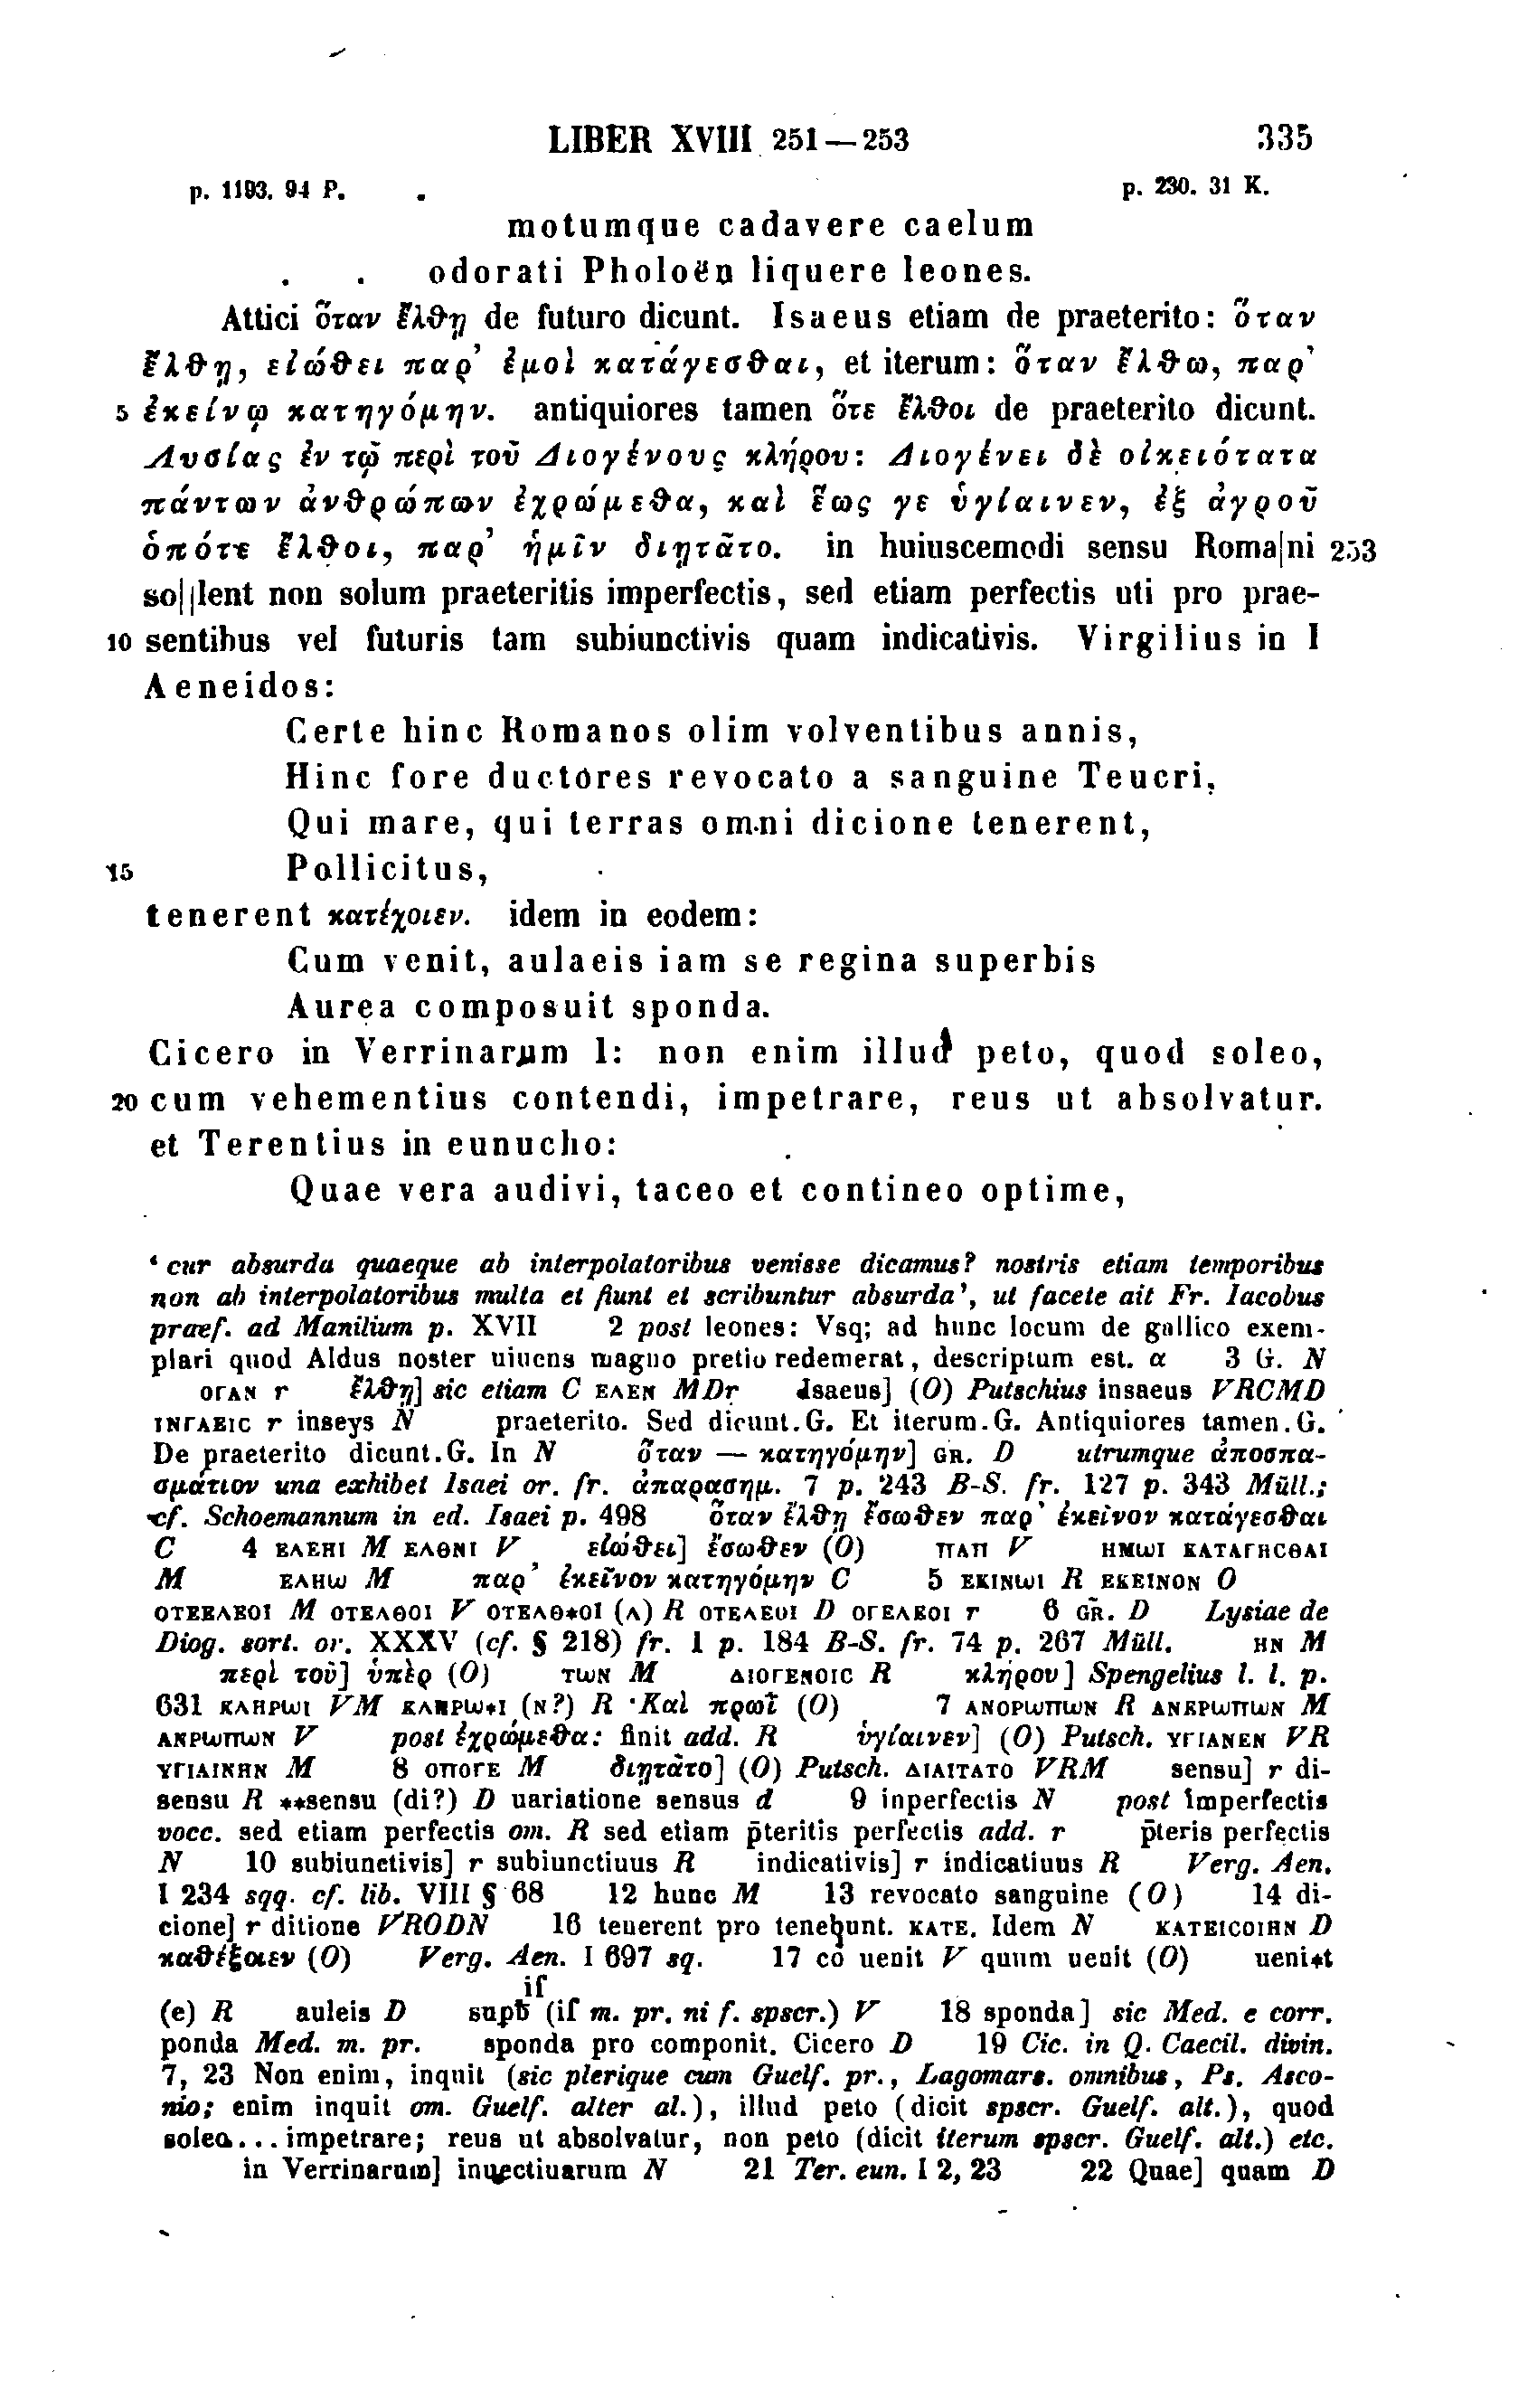 LIBER XVIII 251—253 335
p. 1193. 94 P. p. 230. 31 K.
motumque cadavere caelum
odorati Pholoën liquere leones.
Attici ὅταν ἔλθῃ de futuro dicunt. Isaeus etiam de praeterito: ὅταν
ἔλθῃ, εἰώθει παρ’ ἐμοὶ κατάγεσθαι, et iterum: ὅταν ἔλθω, παρ’
5 ἐκείνῳ κατηγόμην. antiquiores tamen ὅτε ἔλθοι de praeterito dicunt.
Λυσίας ἐν τῷ περὶ τοῦ Διογένους κλήρου: Διογένει δὲ οἰκειότατα
πάντων ἀνθρώπων ἐχρώμεθα, καὶ ἕως γε ὑγίαινεν, ἐξ ἀγροῦ
ὁπότε ἔλθοι, παρ’ ἡμῖν διῃτᾶτο. in huiuscemodi sensu Roma|ni 253
so||lent non solum praeteritis imperfectis, sed etiam perfectis uti pro prae-
10 sentibus vel futuris tam subiunctivis quam indicativis. Virgilius in I
Aeneidos:
Certe hinc Romanos olim volventibus annis,
Hinc fore ductores revocato a sanguine Teucri,
Qui mare, qui terras omni dicione tenerent,
15 Pollicitus,
tenerent κατέχοιεν. idem in eodem:
Cum venit, aulaeis iam se regina superbis
Aurea composuit sponda.
Cicero in Verrinarum I: non enim illud peto, quod soleo,
20 cum vehementius contendi, impetrare, reus ut absolvatur.
et Terentius in eunucho:
Quae vera audivi, taceo et contineo optime,
‘cur absurda quaeque ab interpolatoribus venisse dicamus? nostris etiam temporibus
non ab interpolatoribus multa et fiunt et scribuntur absurda’, ut facete ait Fr. Iacobus
praef. ad Manilium p. XVII 2 post leones: Vsq; ad hunc locum de gallico exem-
plari quod Aldus noster uiuens magno pretio redemerat, descriptum est. α 3 G. N
ΟΓΑΝ r ἔλθῃ] sic etiam C ΕΛΕΝ MDr Isaeus] (O) Putschius insaeus VRCMD
ΙΝΓΑΕΙC r inseys N praeterito. Sed dicunt.G. Et iterum.G. Antiquiores tamen.G.
De praeterito dicunt.G. In N ὅταν — κατηγόμην] GR. D utrumque ἀποσπα-
σμάτιον una exhibet Isaei or. fr. ἀπαρασημ. 7 p. 243 B-S. fr. 127 p. 343 Müll.;
cf. Schoemannum in ed. Isaei p. 498 ὅταν ἔλθῃ ἔσωθεν παρ’ ἐκεῖνον κατάγεσθαι
C 4 ΕΛΕΗΙ M ΕΛΘΝΙ V εἰώθει] ἔσωθεν (O) ΠΑΠ V ΗΜωΙ ΚΑΤΑΓΗCΘΑΙ
M ΕΛΗω M παρ’ ἐκεῖνον κατηγόμην C 5 ΕΚΙΝωΙ R ΕΚΕΙΝΟΝ O
ΟΤΕΕΛΕΟΙ M ΟΤΕΛΘΟΙ V ΟΤΕΛΘ*ΟΙ (Λ) R ΟΤΕΛΕΟΙ D ΟΓΕΛΕΟΙ r 6 GR. D Lysiae de
Diog. sort. or. XXXV (cf. § 218) fr. 1 p. 184 B-S. fr. 74 p. 267 Müll. ΗΝ M
περὶ τοῦ] ὑπὲρ (O) ΤωΝ M ΔΙΟΓΕΝΟΙC R κλήρου] Spengelius l. l. p.
631 ΚΛΗΡωΙ VM ΚΛΗΡω*Ι (Ν?) R Καὶ πρωῒ (O) 7 ΑΝΟΡωΠωΝ R ΑΝΕΡωΠωΝ M
ΑΚΡωΠωΝ V post ἐχρώμεθα: finit add. R ὑγίαινεν] (O) Putsch. ΥΓΙΑΝΕΝ VR
ΥΓΙΑΙΝΗΝ M 8 ΟΠΟΓΕ M διῃτᾶτο] (O) Putsch. ΔΙΑΙΤΑΤΟ VRM sensu] r di-
sensu R **sensu (di?) D uariatione sensus d 9 inperfectis N post imperfectis
vocc. sed etiam perfectis om. R sed etiam p̄teritis perfectis add. r p̄teris perfectis
N 10 subiunctivis] r subiunctiuus R indicativis] r indicatiuus R Verg. Aen.
I 234 sqq. cf. lib. VIII § 68 12 hunc M 13 revocato sanguine (O) 14 di-
cione] r ditione VRODN 16 tenerent pro tenebunt. ΚΑΤΕ. Idem N ΚΑΤΕΙCΟΙΗΝ D
καθέξοιεν (O) Verg. Aen. I 697 sq. 17 co uenit V quum uenit (O) ueni*t
(e) R auleis D supb (if m. pr. ni f. spscr.) V 18 sponda] sic Med. e corr.
ponda Med. m. pr. sponda pro componit. Cicero D 19 Cic. in Q. Caecil. divin.
7, 23 Non enim, inquit (sic plerique cum Guelf. pr., Lagomars. omnibus, Ps. Asco-
nio; enim inquit om. Guelf. alter al.), illud peto (dicit spscr. Guelf. alt.), quod
soleo... impetrare; reus ut absolvatur, non peto (dicit iterum spscr. Guelf. alt.) etc.
in Verrinarum] inuectiuarum N 21 Ter. eun. I 2, 23 22 Quae] quam D